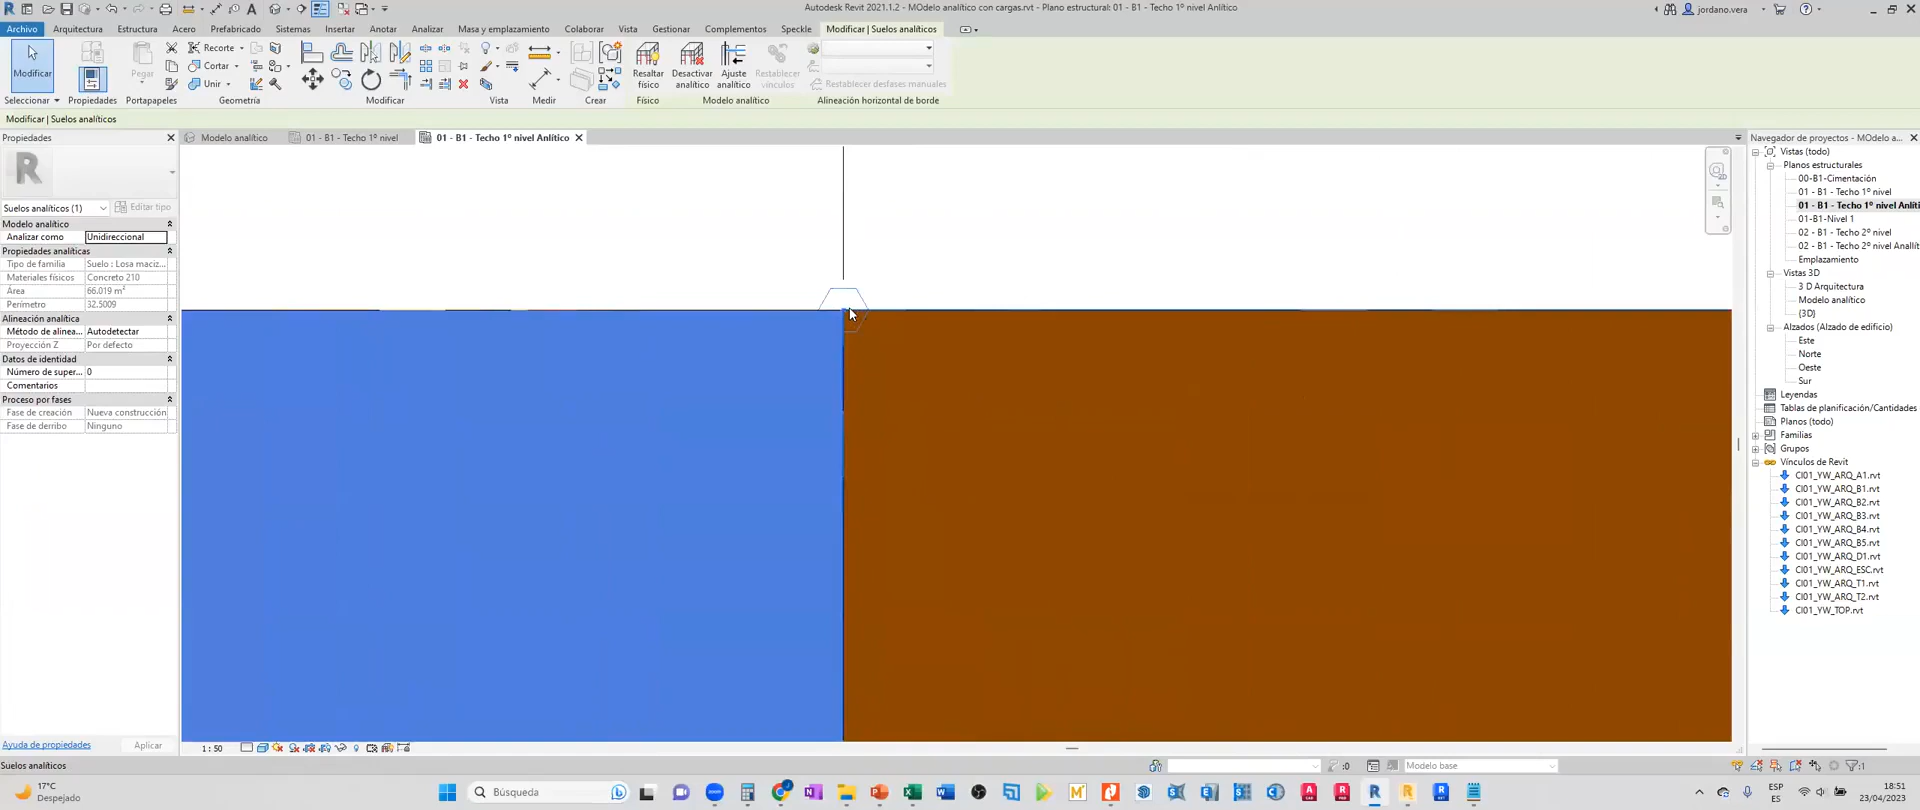 Autodesk Revit 2021.1.2 - MOdelo analítico con cargas.rvt - Plano estructural: 01 - B1 - Techo 1º nivel Anlítico
jordano.vera
Archivo Arquitectura Estructura Acero Prefabricado Sistemas Insertar Anotar Analizar Masa y emplazamiento Colaborar Vista Gestionar Complementos Speckle Modificar | Suelos analíticos
Modificar
Propiedades
Pegar
Recorte
Cortar
Unir
Resaltar físico
Desactivar analítico
Ajuste analítico
Restablecer vínculos
Restablecer desfases manuales
Seleccionar Propiedades Portapapeles Geometría Modificar Vista Medir Crear Físico Modelo analítico Alineación horizontal de borde
Modificar | Suelos analíticos
Propiedades
Modelo analítico
01 - B1 - Techo 1º nivel
01 - B1 - Techo 1º nivel Anlítico
Navegador de proyectos - MOdelo a...
R
Suelos analíticos (1)
Editar tipo
Modelo analítico
Analizar como Unidireccional
Propiedades analíticas
Tipo de familia Suelo : Losa maciz...
Materiales físicos Concreto 210
Área 66.019 m²
Perímetro 32.5009
Alineación analítica
Método de alinea... Autodetectar
Proyección Z Por defecto
Datos de identidad
Número de super... 0
Comentarios
Proceso por fases
Fase de creación Nueva construcción
Fase de derribo Ninguno
Ayuda de propiedades
Aplicar
Vistas (todo)
Planos estructurales
00-B1-Cimentación
01 - B1 - Techo 1º nivel
01 - B1 - Techo 1º nivel Anlíti
01-B1-Nivel 1
02 - B1 - Techo 2º nivel
02 - B1 - Techo 2º nivel Analíti
Emplazamiento
Vistas 3D
3 D Arquitectura
Modelo analítico
{3D}
Alzados (Alzado de edificio)
Este
Norte
Oeste
Sur
Leyendas
Tablas de planificación/Cantidades
Planos (todo)
Familias
Grupos
Vínculos de Revit
CI01_YW_ARQ_A1.rvt
CI01_YW_ARQ_B1.rvt
CI01_YW_ARQ_B2.rvt
CI01_YW_ARQ_B3.rvt
CI01_YW_ARQ_B4.rvt
CI01_YW_ARQ_B5.rvt
CI01_YW_ARQ_D1.rvt
CI01_YW_ARQ_ESC.rvt
CI01_YW_ARQ_T1.rvt
CI01_YW_ARQ_T2.rvt
CI01_YW_TOP.rvt
1 : 50
Suelos analíticos
:0
Modelo base
:1
17°C
Despejado
Búsqueda
ESP
ES
18:51
23/04/2023